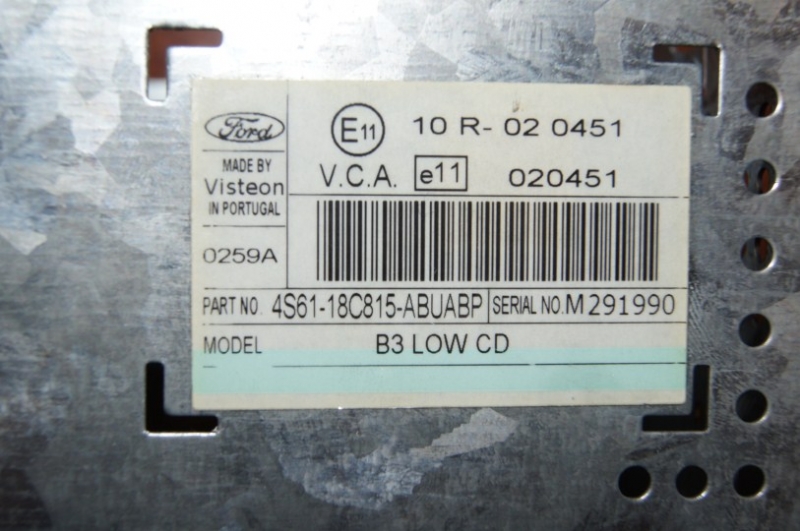 Ford
E11 10 R- 02 0451
MADE BY
Visteon
IN PORTUGAL
V.C.A. e11 020451
0259A
PART NO. 4S61-18C815-ABUABP SERIAL NO. M291990
MODEL B3 LOW CD